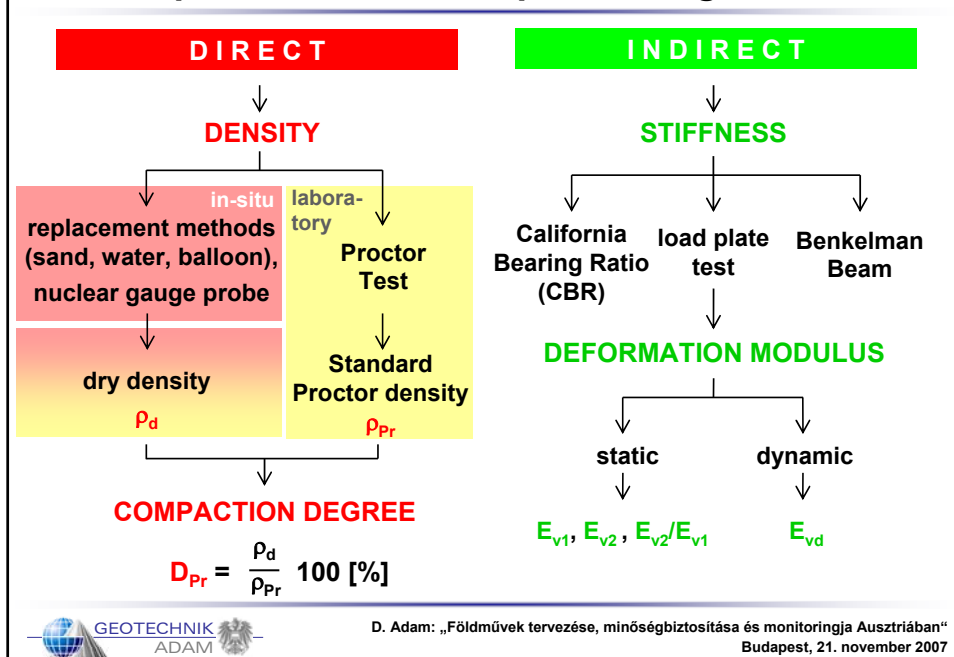 D I R E C T
DENSITY
in-situ
replacement methods
(sand, water, balloon),
nuclear gauge probe
dry density
ρd
labora-
tory
Proctor
Test
Standard
Proctor density
ρPr
COMPACTION DEGREE
DPr = ρd / ρPr 100 [%]
I N D I R E C T
STIFFNESS
California
Bearing Ratio
(CBR)
load plate
test
Benkelman
Beam
DEFORMATION MODULUS
static
dynamic
Ev1, Ev2 , Ev2/Ev1
Evd
GEOTECHNIK
ADAM
D. Adam: „Földművek tervezése, minőségbiztosítása és monitoringja Ausztriában“
Budapest, 21. november 2007